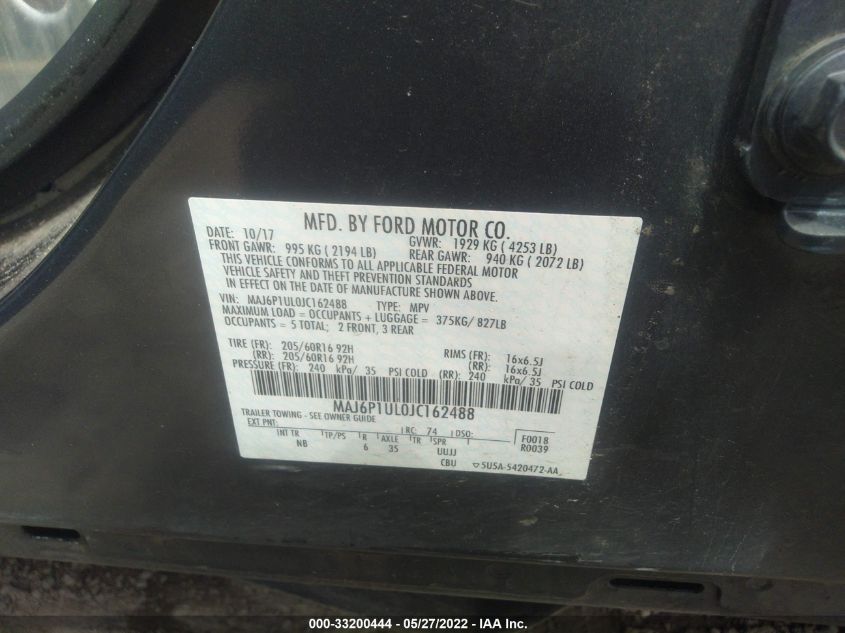 MFD. BY FORD MOTOR CO.
DATE: 10/17 GVWR: 1929 KG ( 4253 LB)
FRONT GAWR: 995 KG ( 2194 LB) REAR GAWR: 940 KG ( 2072 LB)
THIS VEHICLE CONFORMS TO ALL APPLICABLE FEDERAL MOTOR
VEHICLE SAFETY AND THEFT PREVENTION STANDARDS
IN EFFECT ON THE DATE OF MANUFACTURE SHOWN ABOVE.
VIN: MAJ6P1UL0JC162488 TYPE: MPV
MAXIMUM LOAD = OCCUPANTS + LUGGAGE = 375KG/ 827LB
OCCUPANTS = 5 TOTAL; 2 FRONT, 3 REAR
TIRE (FR): 205/60R16 92H RIMS (FR): 16x6.5J
(RR): 205/60R16 92H (RR): 16x6.5J
PRESSURE (FR): 240 kPa/ 35 PSI COLD (RR): 240 kPa/ 35 PSI COLD
MAJ6P1UL0JC162488
TRAILER TOWING - SEE OWNER GUIDE
EXT PNT: RC: 74 DSO: F0018
INT TR TP/PS R AXLE TR SPR R0039
NB 6 35 UUJJ
CBU ▽5U5A-5420472-AA
000-33200444 - 05/27/2022 - IAA Inc.